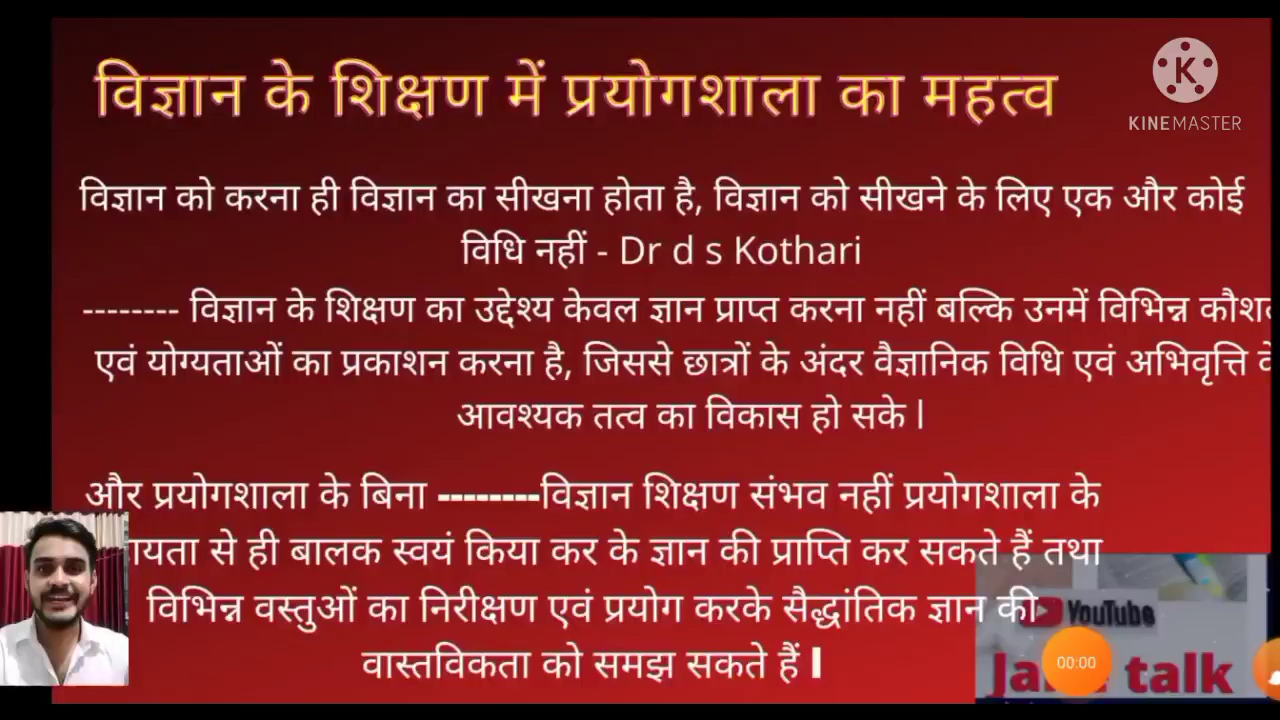 विज्ञान के शिक्षण में प्रयोगशाला का महत्व
K
KINEMASTER
विज्ञान को करना ही विज्ञान का सीखना होता है, विज्ञान को सीखने के लिए एक और कोई
विधि नहीं - Dr d s Kothari
-------- विज्ञान के शिक्षण का उद्देश्य केवल ज्ञान प्राप्त करना नहीं बल्कि उनमें विभिन्न
एवं योग्यताओं का प्रकाशन करना है, जिससे छात्रों के अंदर वैज्ञानिक विधि एवं अभिवृत्ति
आवश्यक तत्व का विकास हो सके |
और प्रयोगशाला के बिना --------विज्ञान शिक्षण संभव नहीं प्रयोगशाला के
से ही बालक स्वयं किया कर के ज्ञान की प्राप्ति कर सकते हैं तथा
विभिन्न वस्तुओं का निरीक्षण एवं प्रयोग करके सैद्धांतिक ज्ञान की
वास्तविकता को समझ सकते हैं |
YouTube
00:00
talk